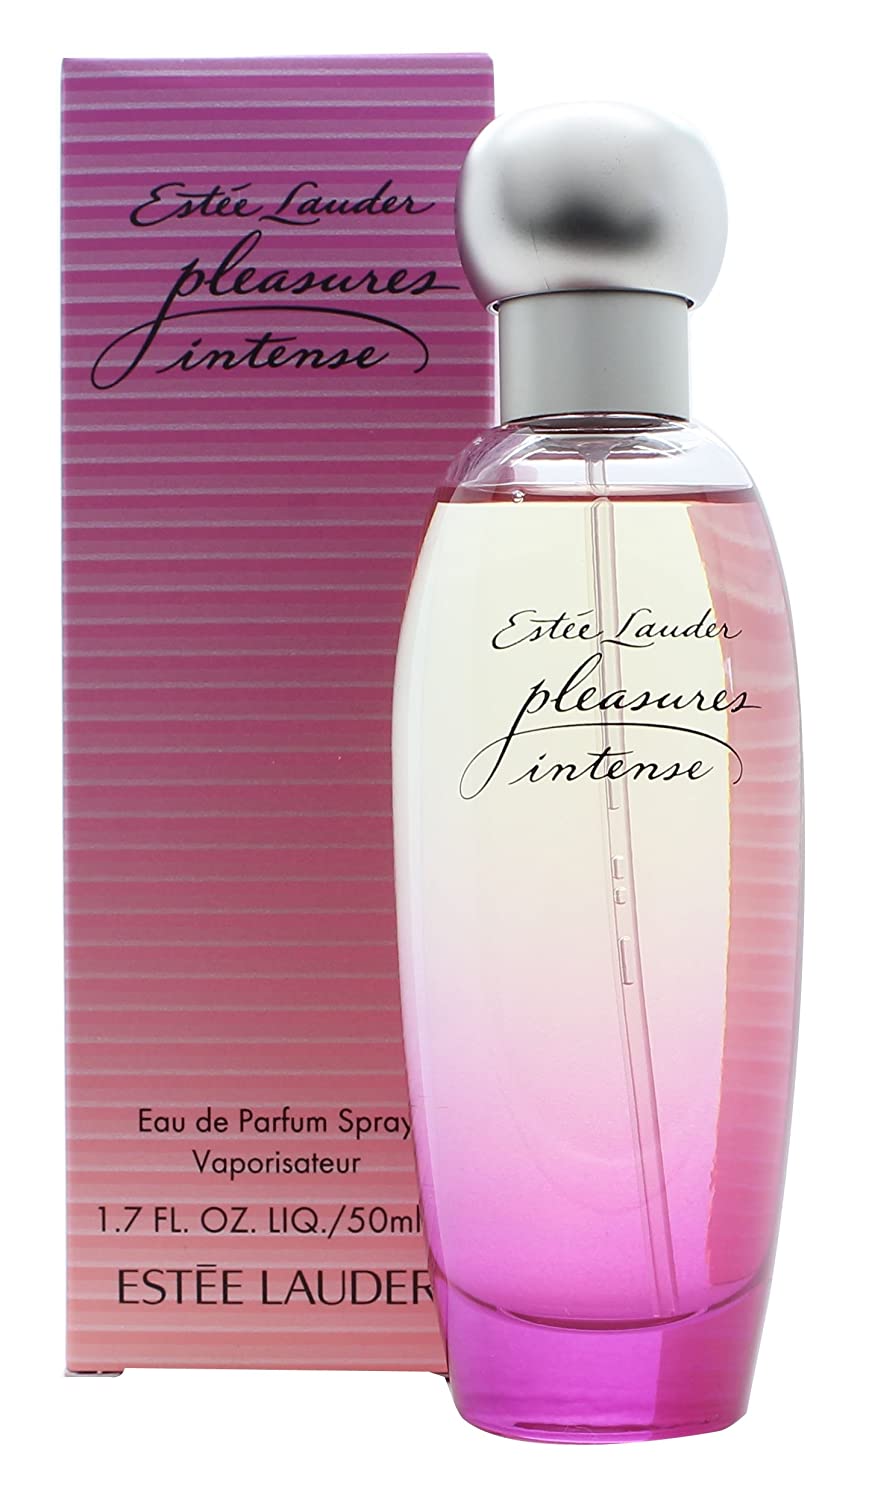 Estée Lauder
pleasures
intense
Eau de Parfum Spray
Vaporisateur
1.7 FL. OZ. LIQ./50ml
ESTĒE LAUDER
Estée Lauder
pleasures
intense